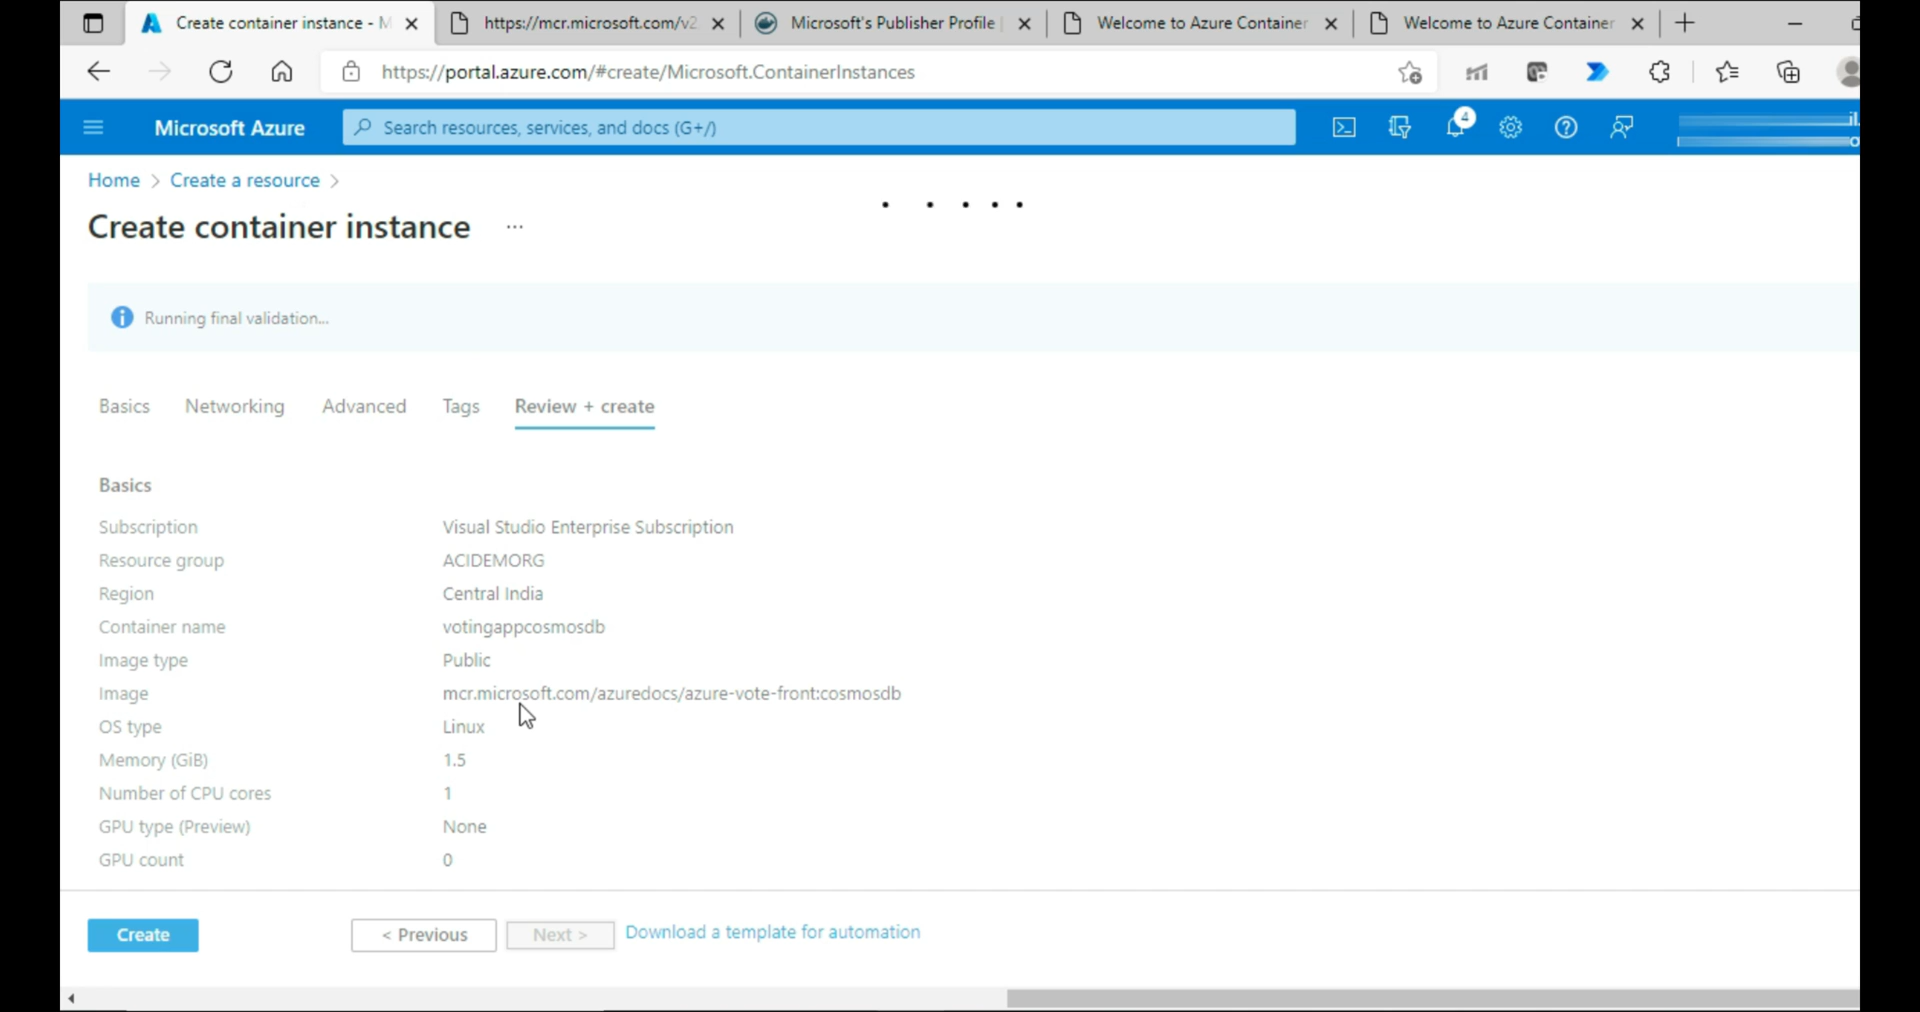 Create container instance - M
https://mcr.microsoft.com/v2
Microsoft's Publisher Profile |
Welcome to Azure Container
Welcome to Azure Container
https://portal.azure.com/#create/Microsoft.ContainerInstances
Microsoft Azure
Search resources, services, and docs (G+/)
4
Home > Create a resource >
Create container instance ...
Running final validation...
Basics Networking Advanced Tags Review + create
Basics
Subscription Visual Studio Enterprise Subscription
Resource group ACIDEMORG
Region Central India
Container name votingappcosmosdb
Image type Public
Image mcr.microsoft.com/azuredocs/azure-vote-front:cosmosdb
OS type Linux
Memory (GiB) 1.5
Number of CPU cores 1
GPU type (Preview) None
GPU count 0
Create < Previous Next > Download a template for automation